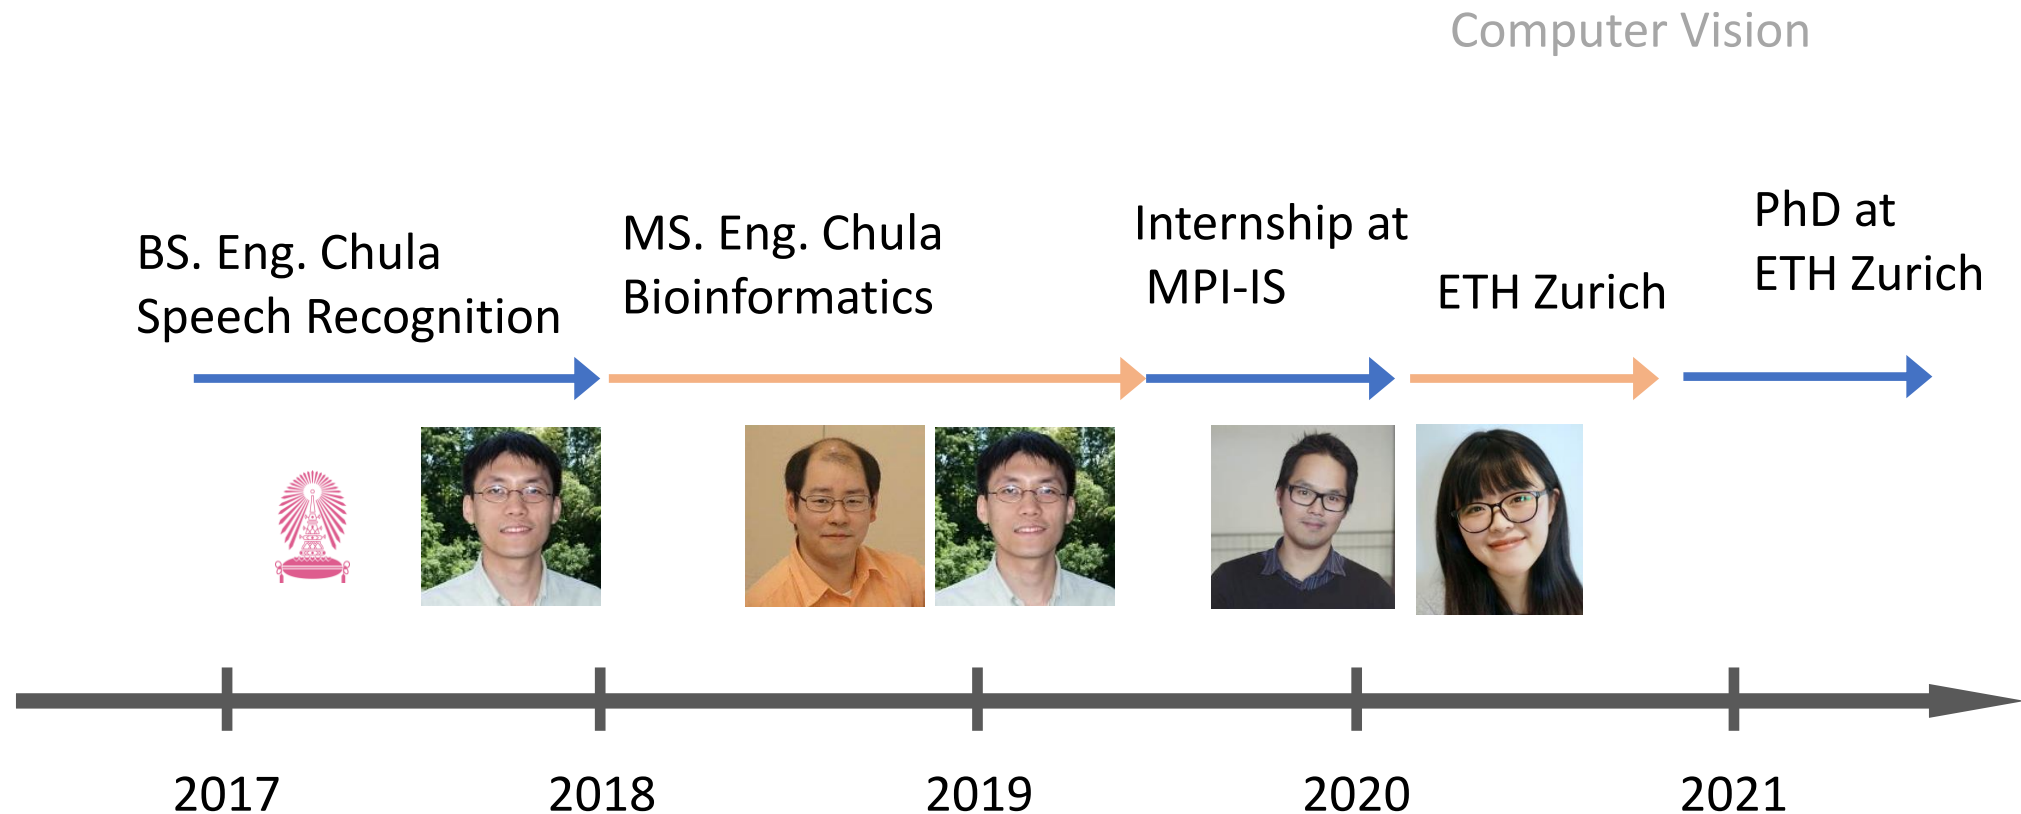 Computer Vision
BS. Eng. Chula
Speech Recognition
MS. Eng. Chula
Bioinformatics
Internship at
MPI-IS
ETH Zurich
PhD at
ETH Zurich
2017
2018
2019
2020
2021